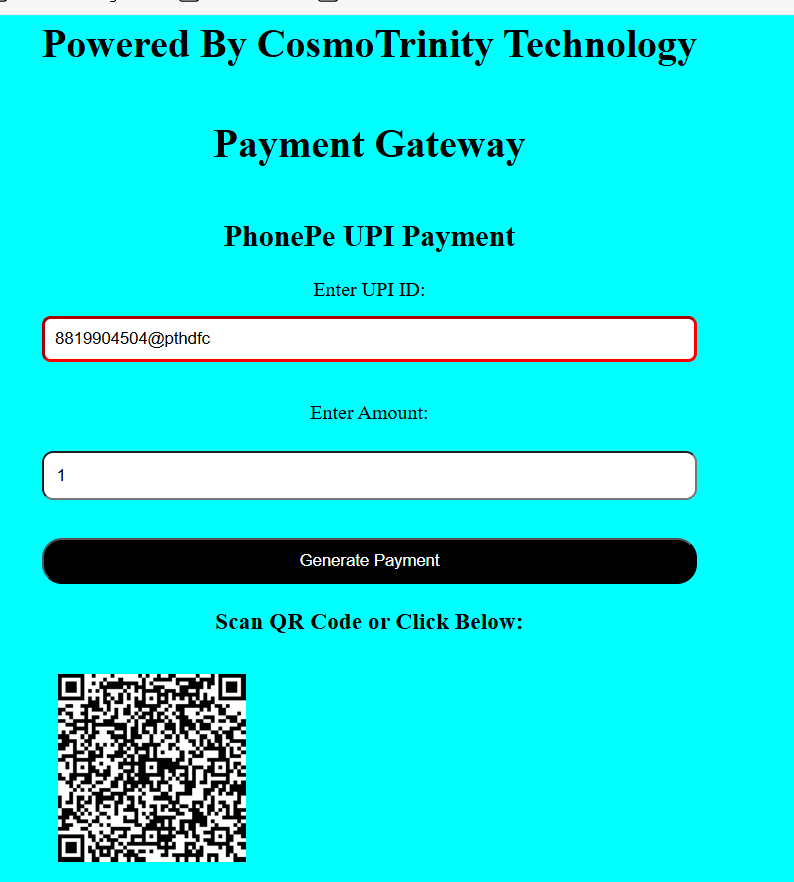 Powered By CosmoTrinity Technology
Payment Gateway
PhonePe UPI Payment
Enter UPI ID:
8819904504@pthdfc
Enter Amount:
1
Generate Payment
Scan QR Code or Click Below: